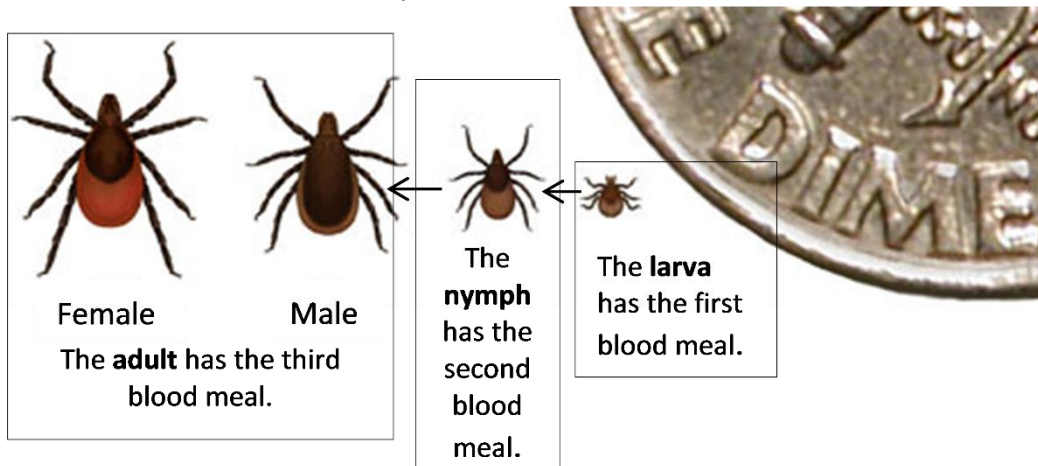 Female
Male
The adult has the third
blood meal.
The
nymph
has the
second
blood
meal.
The larva
has the first
blood meal.
DIME